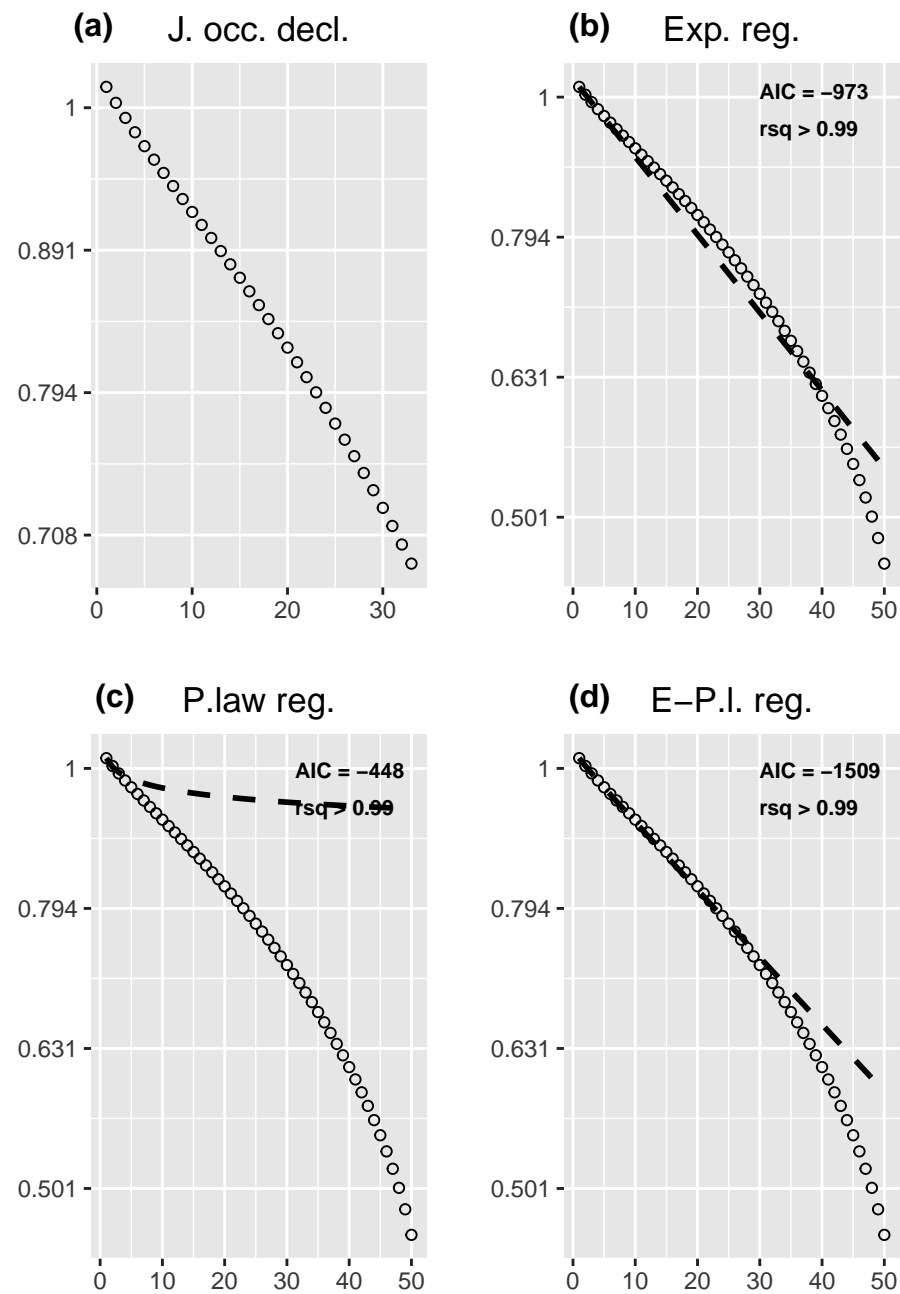 (a) J. occ. decl.
1
0.891
0.794
0.708
0 10 20 30
(b) Exp. reg.
AIC = −973
rsq > 0.99
1
0.794
0.631
0.501
0 10 20 30 40 50
(c) P.law reg.
AIC = −448
rsq > 0.99
1
0.794
0.631
0.501
0 10 20 30 40 50
(d) E−P.l. reg.
AIC = −1509
rsq > 0.99
1
0.794
0.631
0.501
0 10 20 30 40 50